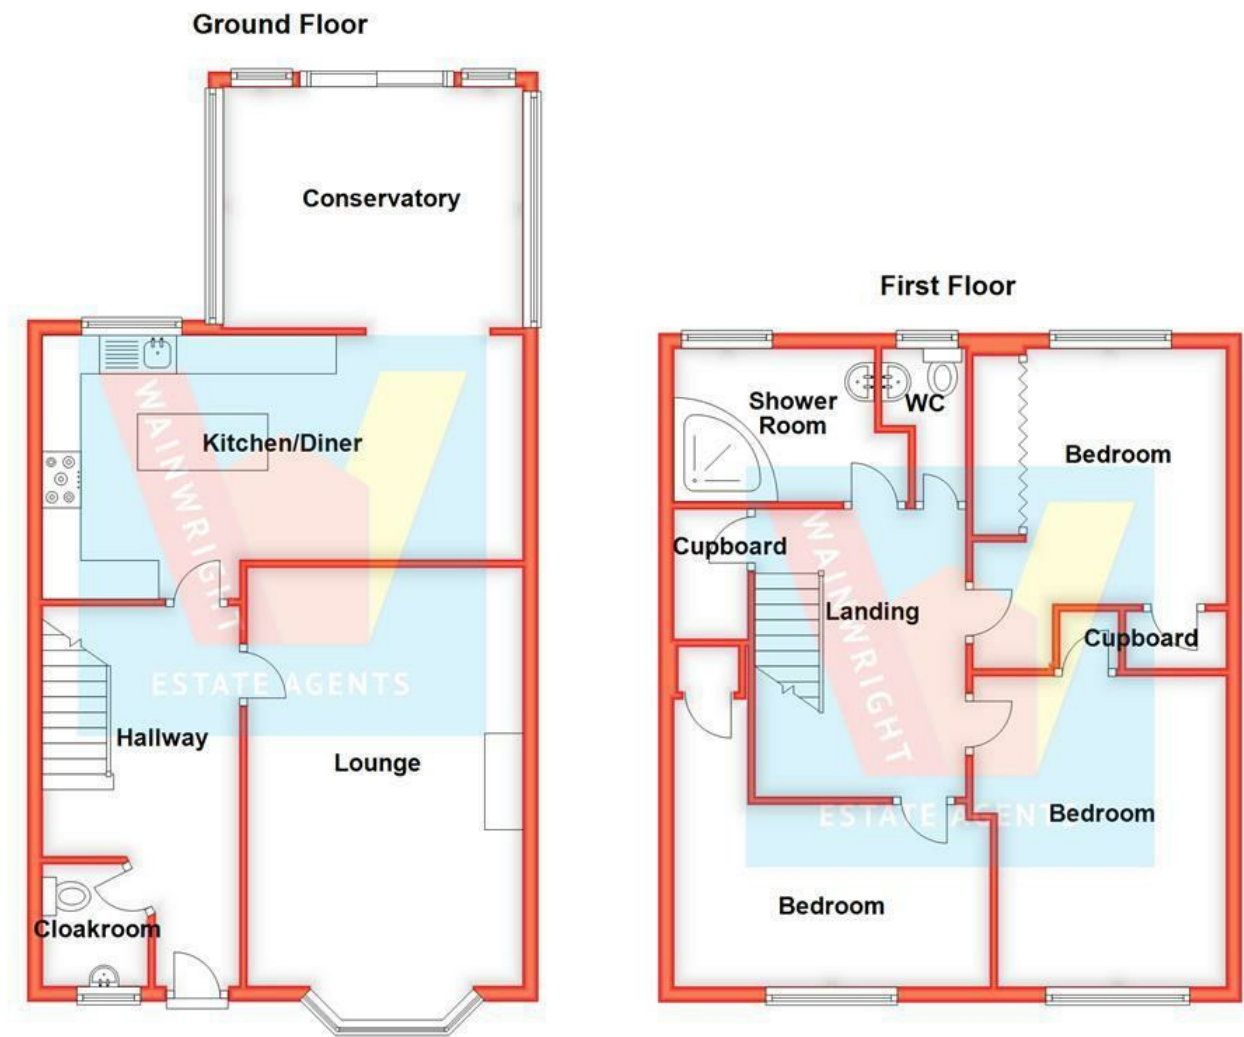 Ground Floor
Conservatory
Kitchen/Diner
Hallway
Lounge
Cloakroom
WAINWRIGHT
ESTATE AGENTS
First Floor
Shower
Room
WC
Bedroom
Cupboard
Landing
Cupboard
Bedroom
Bedroom
WAINWRIGHT
ESTATE AGENTS